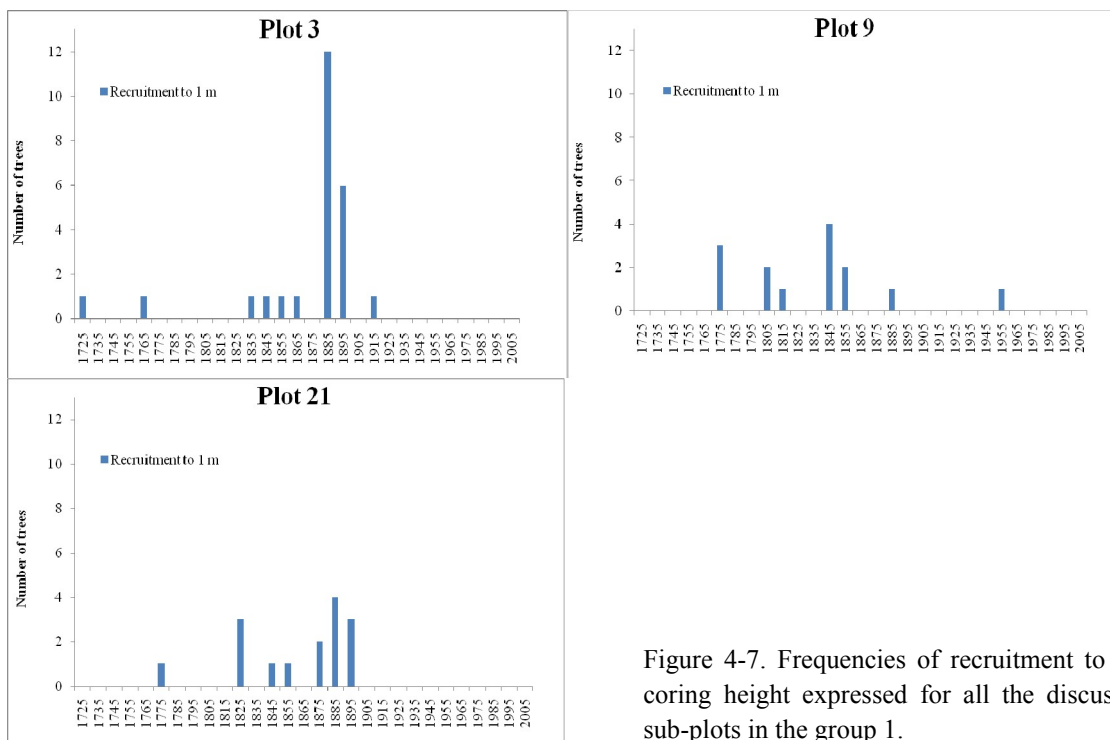 Plot 3
12
10
8
6
4
2
0
Number of trees
Recruitment to 1 m
1725 1735 1745 1755 1765 1775 1785 1795 1805 1815 1825 1835 1845 1855 1865 1875 1885 1895 1905 1915 1925 1935 1945 1955 1965 1975 1985 1995 2005
Plot 9
12
10
8
6
4
2
0
Number of trees
Recruitment to 1 m
1725 1735 1745 1755 1765 1775 1785 1795 1805 1815 1825 1835 1845 1855 1865 1875 1885 1895 1905 1915 1925 1935 1945 1955 1965 1975 1985 1995 2005
Plot 21
12
10
8
6
4
2
0
Number of trees
Recruitment to 1 m
1725 1735 1745 1755 1765 1775 1785 1795 1805 1815 1825 1835 1845 1855 1865 1875 1885 1895 1905 1915 1925 1935 1945 1955 1965 1975 1985 1995 2005
Figure 4-7. Frequencies of recruitment to
coring height expressed for all the discus
sub-plots in the group 1.